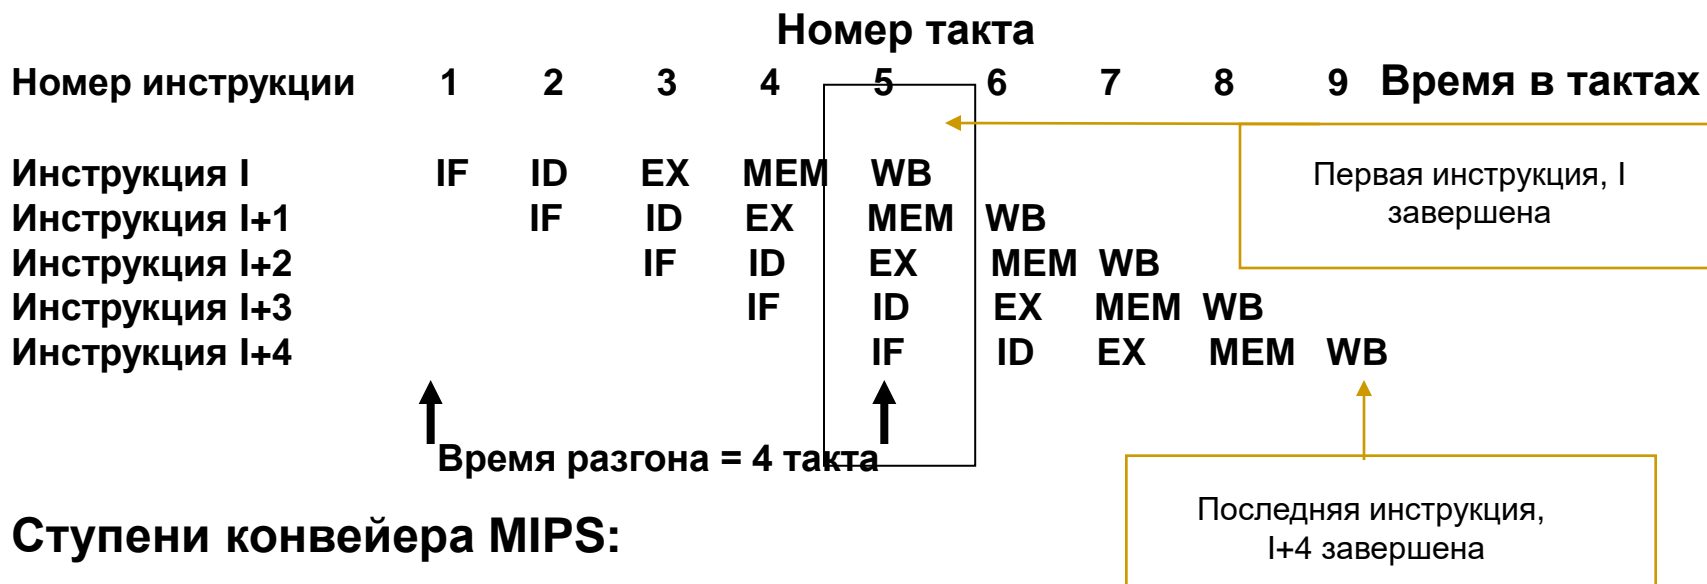 Номер такта
Номер инструкции 1 2 3 4 5 6 7 8 9 Время в тактах
Инструкция I IF ID EX MEM WB
Первая инструкция, I
завершена
Инструкция I+1 IF ID EX MEM WB
Инструкция I+2 IF ID EX MEM WB
Инструкция I+3 IF ID EX MEM WB
Инструкция I+4 IF ID EX MEM WB
Время разгона = 4 такта
Ступени конвейера MIPS:
Последняя инструкция,
I+4 завершена